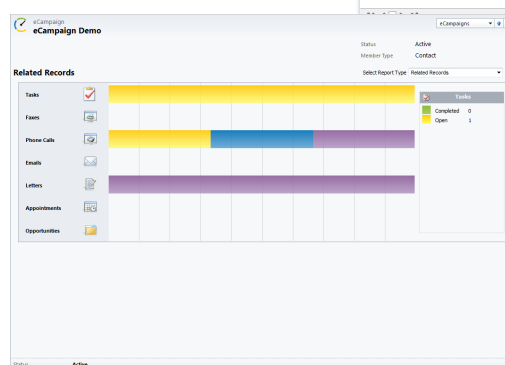 eCampaign
eCampaign Demo
eCampaigns
Status Active
Member Type Contact
Related Records
Select Report Type Related Records
Tasks
Faxes
Phone Calls
Emails
Letters
Appointments
Opportunities
Tasks
Completed 0
Open 1
Status Active